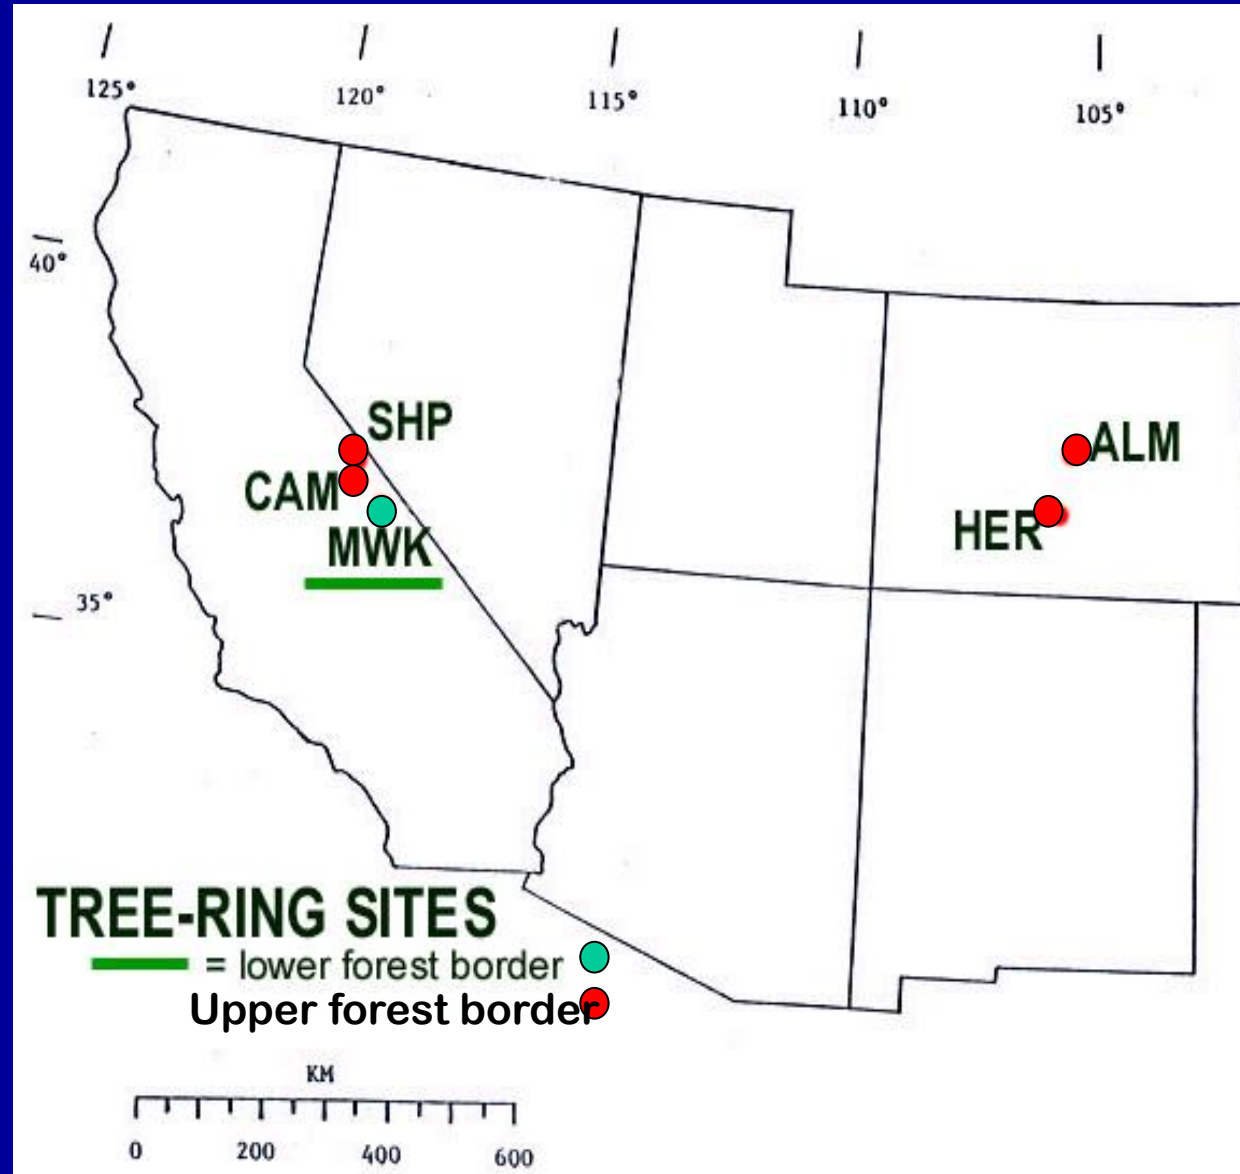 125°
120°
115°
110°
105°
40°
SHP
ALM
CAM
HER
MWK
35°
TREE-RING SITES
= lower forest border
Upper forest border
KM
0 200 400 600